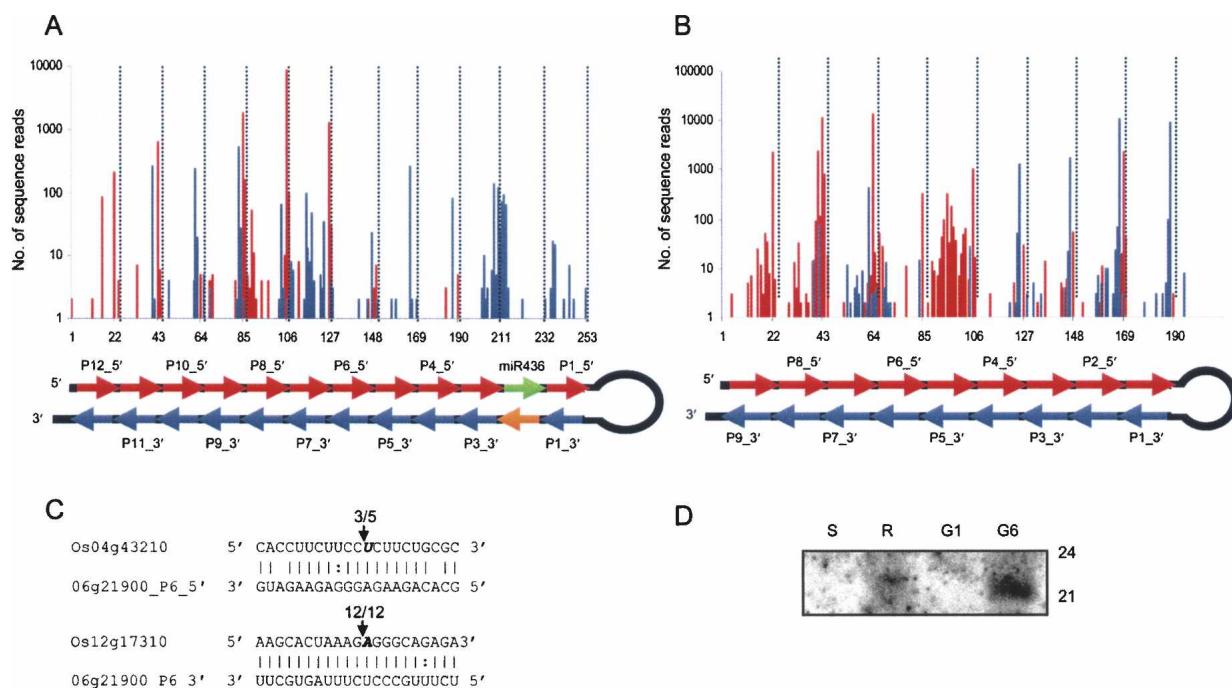 A
No. of sequence reads
10000
1000
100
10
1
1 22 43 64 85 106 127 148 169 190 211 232 253
P12_5′ P10_5′ P8_5′ P6_5′ P4_5′ miR436 P1_5′
5′
3′
P11_3′ P9_3′ P7_3′ P5_3′ P3_3′ P1_3′
B
No. of sequence reads
100000
10000
1000
100
10
1
1 22 43 64 85 106 127 148 169 190
P8_5′ P6_5′ P4_5′ P2_5′
5′
3′
P9_3′ P7_3′ P5_3′ P3_3′ P1_3′
C
3/5
Os04g43210 5′ CACCUUCUUCCUCUUCUGCGC 3′
06g21900_P6_5′ 3′ GUAGAAGAGGGAGAAGACACG 5′
12/12
Os12g17310 5′ AAGCACUAAAGAGGGCAGAGA3′
06g21900 P6 3′ 3′ UUCGUGAUUUCUCCCGUUUCU 5′
D
S R G1 G6
24
21